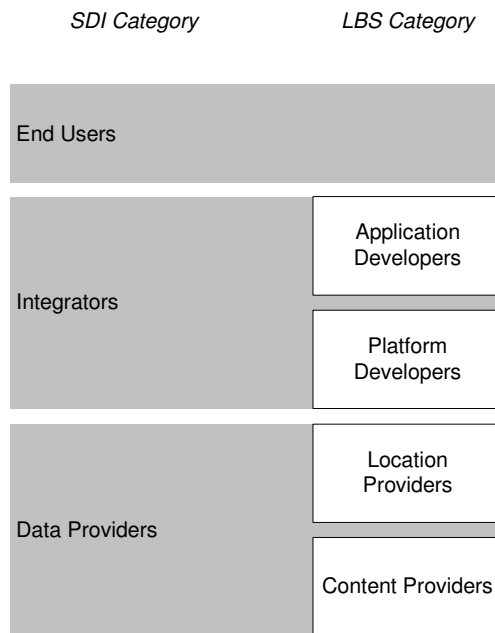 SDI Category
LBS Category
End Users
Integrators
Application
Developers
Platform
Developers
Data Providers
Location
Providers
Content Providers